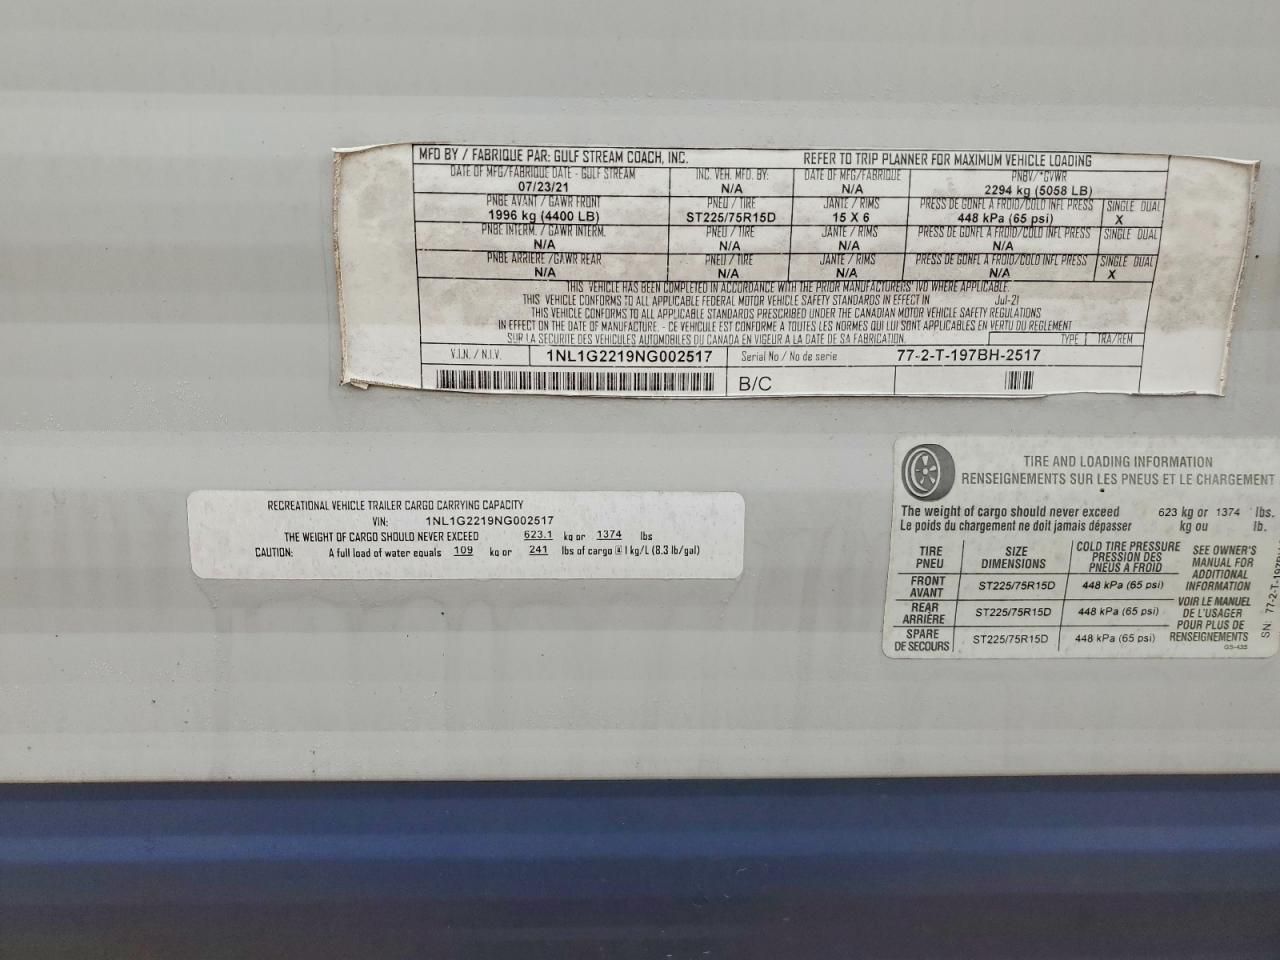 MFD BY / FABRIQUE PAR: GULF STREAM COACH, INC. REFER TO TRIP PLANNER FOR MAXIMUM VEHICLE LOADING
DATE OF MFG/FABRIQUE DATE - GULF STREAM INC. VEH. MFD. BY: DATE OF MFG/FABRIQUE PNBV/*GVWR
07/23/21 N/A N/A 2294 kg (5058 LB)
PNBE AVANT / GAWR FRONT PNEU / TIRE JANTE / RIMS PRESS DE GONFL A FROID/COLD INFL PRESS SINGLE DUAL
1996 kg (4400 LB) ST225/75R15D 15 X 6 448 kPa (65 psi) X
PNBE INTERM. / GAWR INTERM. PNEU / TIRE JANTE / RIMS PRESS DE GONFL A FROID/COLD INFL PRESS SINGLE DUAL
N/A N/A N/A N/A
PNBE ARRIERE /GAWR REAR PNEU / TIRE JANTE / RIMS PRESS DE GONFL A FROID/COLD INFL PRESS SINGLE DUAL
N/A N/A N/A N/A X
THIS VEHICLE HAS BEEN COMPLETED IN ACCORDANCE WITH THE PRIOR MANUFACTURERS' IVD WHERE APPLICABLE.
THIS VEHICLE CONFORMS TO ALL APPLICABLE FEDERAL MOTOR VEHICLE SAFETY STANDARDS IN EFFECT IN Jul-21
THIS VEHICLE CONFORMS TO ALL APPLICABLE STANDARDS PRESCRIBED UNDER THE CANADIAN MOTOR VEHICLE SAFETY REGULATIONS
IN EFFECT ON THE DATE OF MANUFACTURE. - CE VEHICULE EST CONFORME A TOUTES LES NORMES QUI LUI SONT APPLICABLES EN VERTU DU REGLEMENT
SUR LA SECURITE DES VEHICULES AUTOMOBILES DU CANADA EN VIGEUR A LA DATE DE SA FABRICATION. TYPE TRA/REM
V.I.N. / N.I.V. 1NL1G2219NG002517 Serial No / No de serie 77-2-T-197BH-2517
B/C
TIRE AND LOADING INFORMATION
RENSEIGNEMENTS SUR LES PNEUS ET LE CHARGEMENT
The weight of cargo should never exceed 623 kg or 1374 lbs.
Le poids du chargement ne doit jamais dépasser kg ou lb.
TIRE PNEU SIZE DIMENSIONS COLD TIRE PRESSURE PRESSION DES PNEUS A FROID
FRONT AVANT ST225/75R15D 448 kPa (65 psi)
REAR ARRIÈRE ST225/75R15D 448 kPa (65 psi)
SPARE DE SECOURS ST225/75R15D 448 kPa (65 psi)
SEE OWNER'S
MANUAL FOR
ADDITIONAL
INFORMATION
VOIR LE MANUEL
DE L'USAGER
POUR PLUS DE
RENSEIGNEMENTS
GS-435
SN: 77-2-T-197BH
RECREATIONAL VEHICLE TRAILER CARGO CARRYING CAPACITY
VIN: 1NL1G2219NG002517
THE WEIGHT OF CARGO SHOULD NEVER EXCEED 623.1 kg or 1374 lbs
CAUTION: A full load of water equals 109 kg or 241 lbs of cargo @ 1 kg/L (8.3 lb/gal)